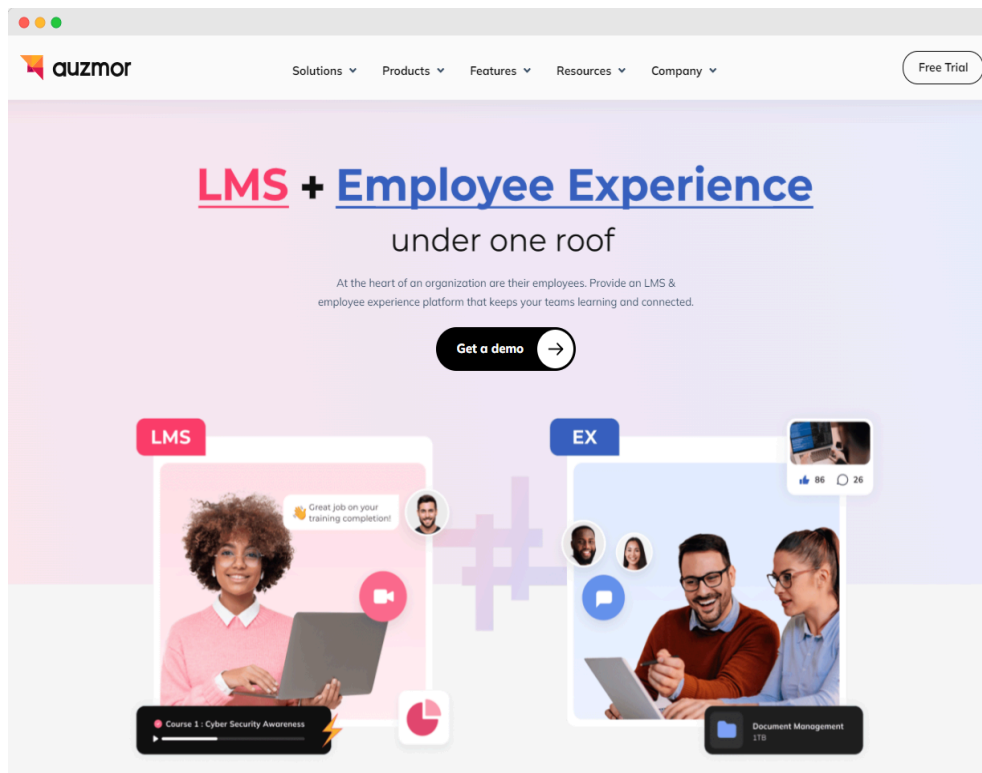 auzmor
Solutions Products Features Resources Company Free Trial
LMS + Employee Experience
under one roof
At the heart of an organization are their employees. Provide an LMS &
employee experience platform that keeps your teams learning and connected.
Get a demo
LMS
Great job on your
training completion!
Course 1 : Cyber Security Awareness
EX
86 26
Document Management
1TB